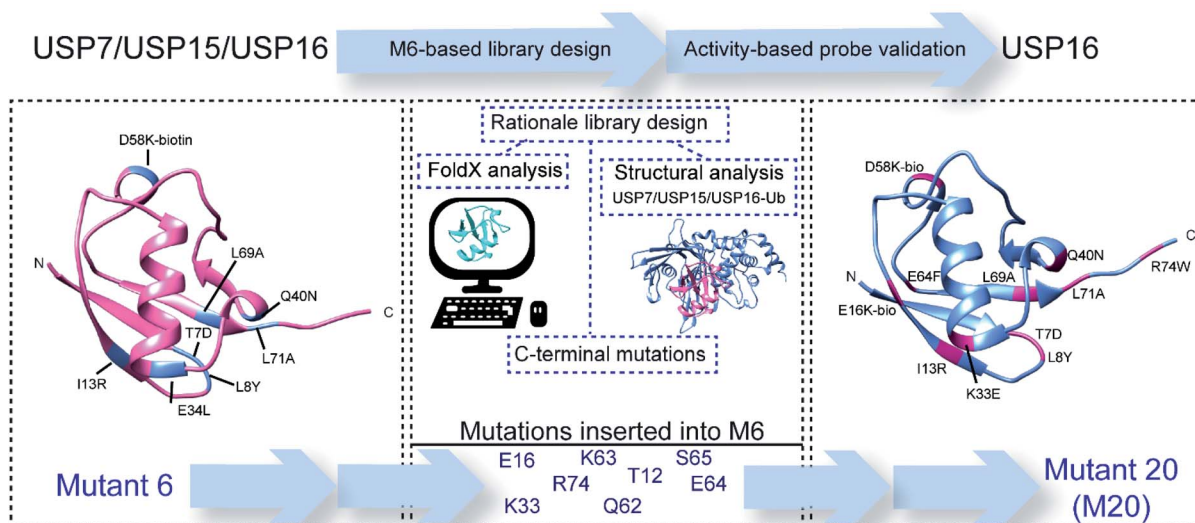 USP7/USP15/USP16
M6-based library design
Activity-based probe validation
USP16
D58K-biotin
N
L69A
Q40N
T7D
C
L71A
I13R
L8Y
E34L
Rationale library design
FoldX analysis
Structural analysis
USP7/USP15/USP16-Ub
C-terminal mutations
D58K-bio
C
Q40N
R74W
N
E64F
L69A
L71A
E16K-bio
T7D
I13R
L8Y
K33E
Mutations inserted into M6
E16 K63 S65
R74 T12 E64
K33 Q62
Mutant 6
Mutant 20
(M20)